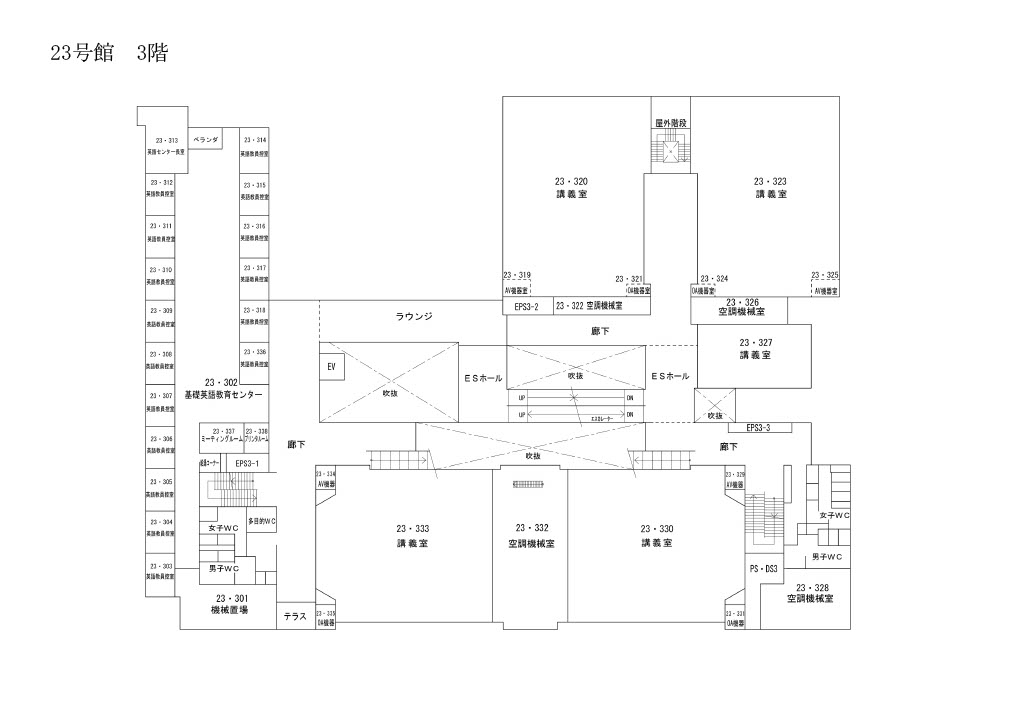 23号館　3階
屋外階段
23・313
英語センター長室
ベランダ
23・314
英語教員控室
23・312
英語教員控室
23・315
英語教員控室
23・320
講義室
23・323
講義室
23・311
英語教員控室
23・316
英語教員控室
23・310
英語教員控室
23・317
英語教員控室
23・319
AV機器室
23・321
OA機器室
23・324
OA機器室
23・325
AV機器室
23・309
英語教員控室
23・318
英語教員控室
ラウンジ
EPS3-2
23・322 空調機械室
23・326
空調機械室
廊下
23・308
英語教員控室
23・336
英語教員控室
23・327
講義室
EV
吹抜
ESホール
吹抜
ESホール
23・302
基礎英語教育センター
23・307
英語教員控室
UP
DN
UP
DN
エスカレーター
吹抜
EPS3-3
23・306
英語教員控室
23・337
ミーティングルーム
23・338
プリンタルーム
廊下
廊下
吹抜
EPS3-1
23・305
英語教員控室
23・334
AV機器
23・329
AV機器
23・304
英語教員控室
女子WC
多目的WC
23・333
講義室
23・332
空調機械室
23・330
講義室
女子WC
男子WC
23・303
英語教員控室
男子WC
PS・DS3
23・301
機械置場
テラス
23・335
OA機器
23・331
OA機器
23・328
空調機械室